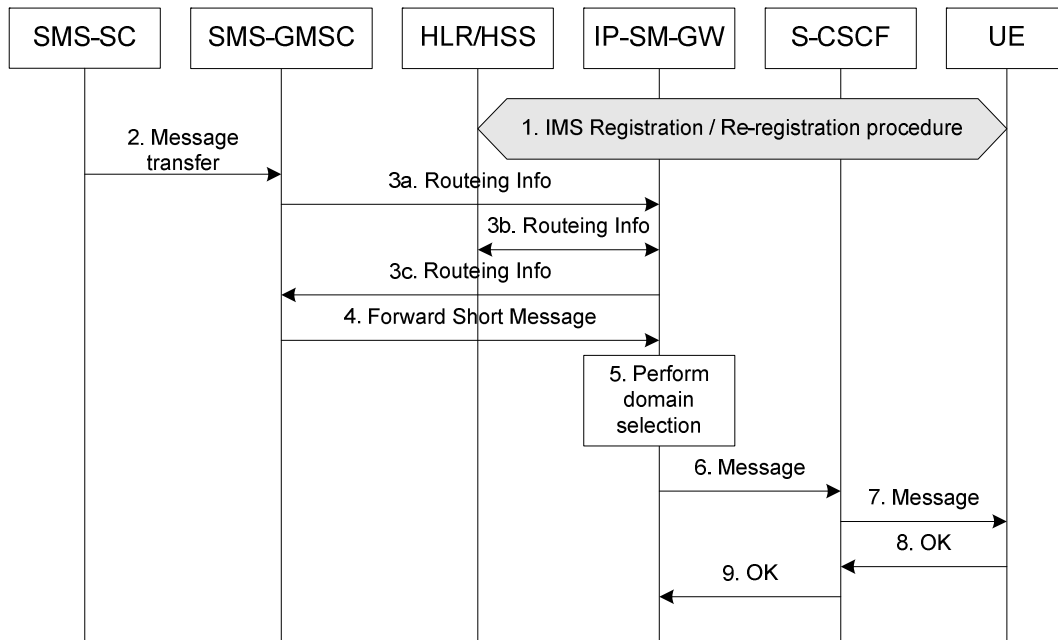 SMS-SC
SMS-GMSC
HLR/HSS
IP-SM-GW
S-CSCF
UE
1. IMS Registration / Re-registration procedure
2. Message
transfer
3a. Routeing Info
3b. Routeing Info
3c. Routeing Info
4. Forward Short Message
5. Perform
domain
selection
6. Message
7. Message
8. OK
9. OK